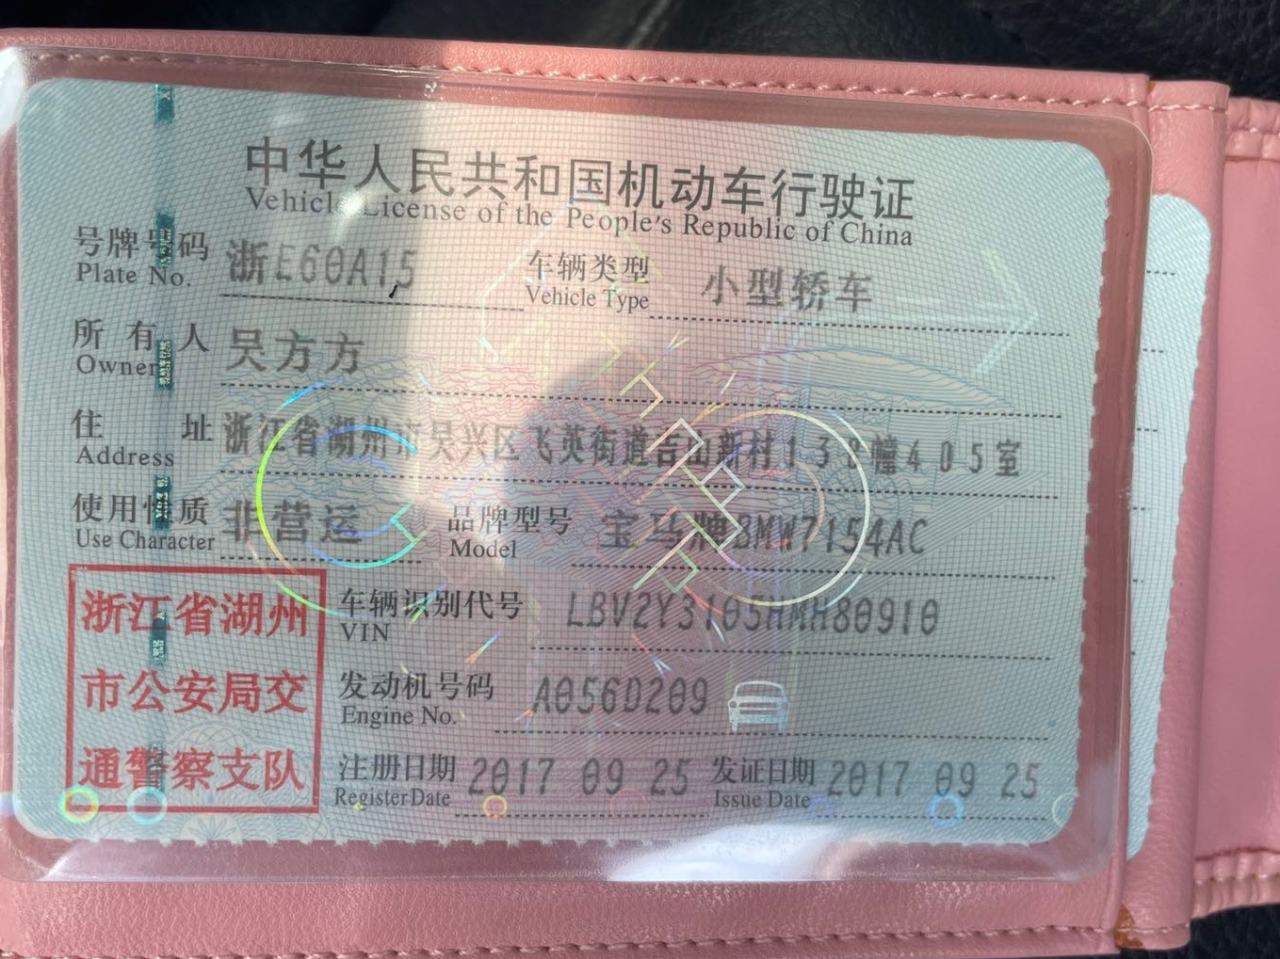 中华人民共和国机动车行驶证
Vehicle License of the People's Republic of China
号牌号码 浙E60A15 车辆类型 小型轿车
Plate No. Vehicle Type
所有人 吴方方
Owner
住址 浙江省湖州市吴兴区飞英街道吉山新村138幢405室
Address
使用性质 非营运 品牌型号 宝马牌BMW7154AC
Use Character Model
浙江省湖州
市公安局交
通警察支队
车辆识别代号 LBV2Y3105HMH80910
VIN
发动机号码 A056D209
Engine No.
注册日期 2017 09 25 发证日期 2017 09 25
Register Date Issue Date